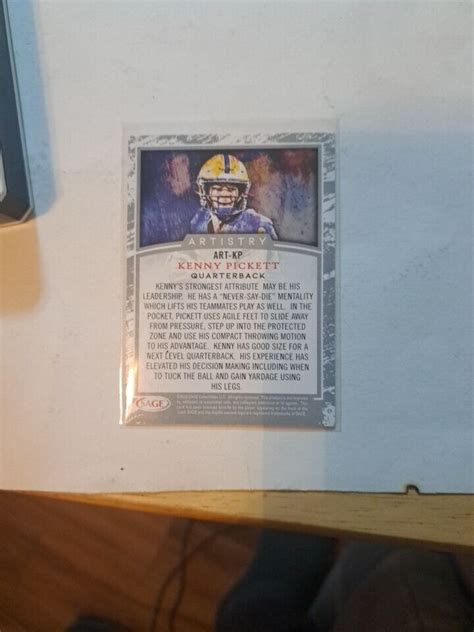 ARTISTRY
ART-KP
KENNY PICKETT
QUARTERBACK
KENNY'S STRONGEST ATTRIBUTE MAY BE HIS
LEADERSHIP. HE HAS A "NEVER-SAY-DIE" MENTALITY
WHICH LIFTS HIS TEAMMATES PLAY AS WELL. IN THE
POCKET, PICKETT USES AGILE FEET TO SLIDE AWAY
FROM PRESSURE, STEP UP INTO THE PROTECTED
ZONE AND USE HIS COMPACT THROWING MOTION
TO HIS ADVANTAGE. KENNY HAS GOOD SIZE FOR A
NEXT LEVEL QUARTERBACK. HIS EXPERIENCE HAS
ELEVATED HIS DECISION MAKING INCLUDING WHEN
TO TUCK THE BALL AND GAIN YARDAGE USING
HIS LEGS.
SAGE